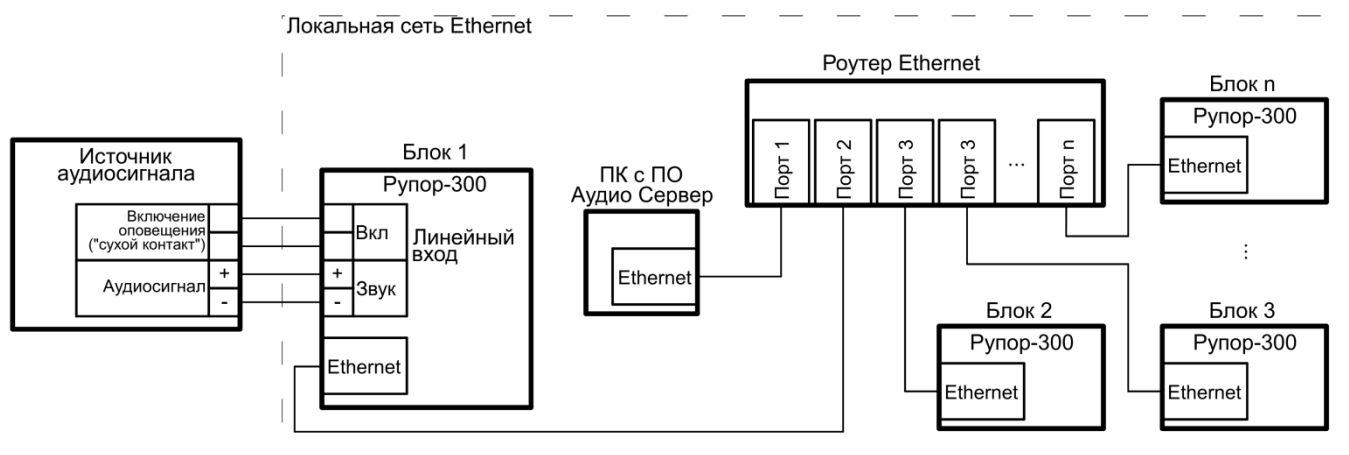 Локальная сеть Ethernet
Источник
аудиосигнала
Включение
оповещения
("сухой контакт")
Аудиосигнал
+
-
Блок 1
Рупор-300
Вкл
Линейный
вход
+
-
Звук
Ethernet
ПК с ПО
Аудио Сервер
Ethernet
Роутер Ethernet
Порт 1
Порт 2
Порт 3
Порт 3
...
Порт n
Блок n
Рупор-300
Ethernet
...
Блок 2
Рупор-300
Ethernet
Блок 3
Рупор-300
Ethernet